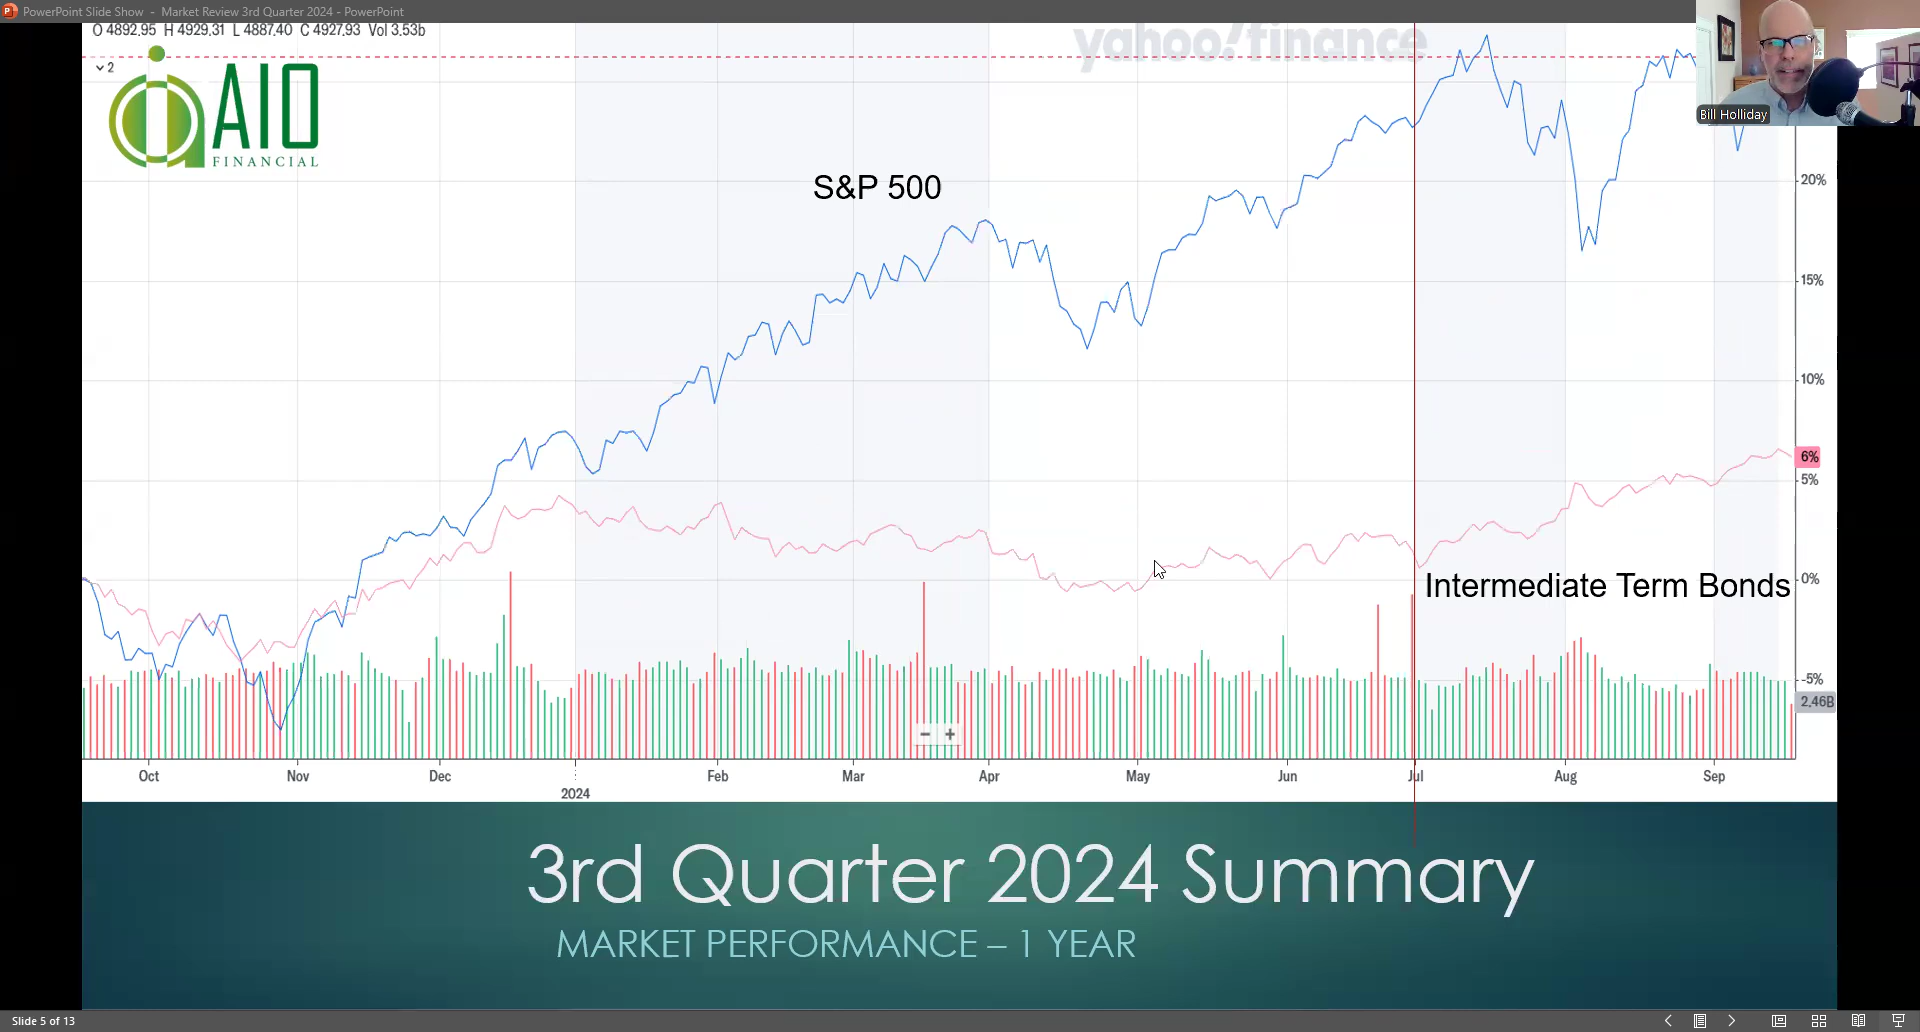 PowerPoint Slide Show - Market Review 3rd Quarter 2024 - PowerPoint
O 4892.95 H 4929.31 L 4887.40 C 4927.93 Vol 3.53b
yahoo!finance
2
AIO
FINANCIAL
Bill Holliday
S&P 500
20%
15%
10%
6%
5%
Intermediate Term Bonds
0%
-5%
2.46B
Oct Nov Dec Feb Mar Apr May Jun Jul Aug Sep
2024
3rd Quarter 2024 Summary
MARKET PERFORMANCE – 1 YEAR
Slide 5 of 13